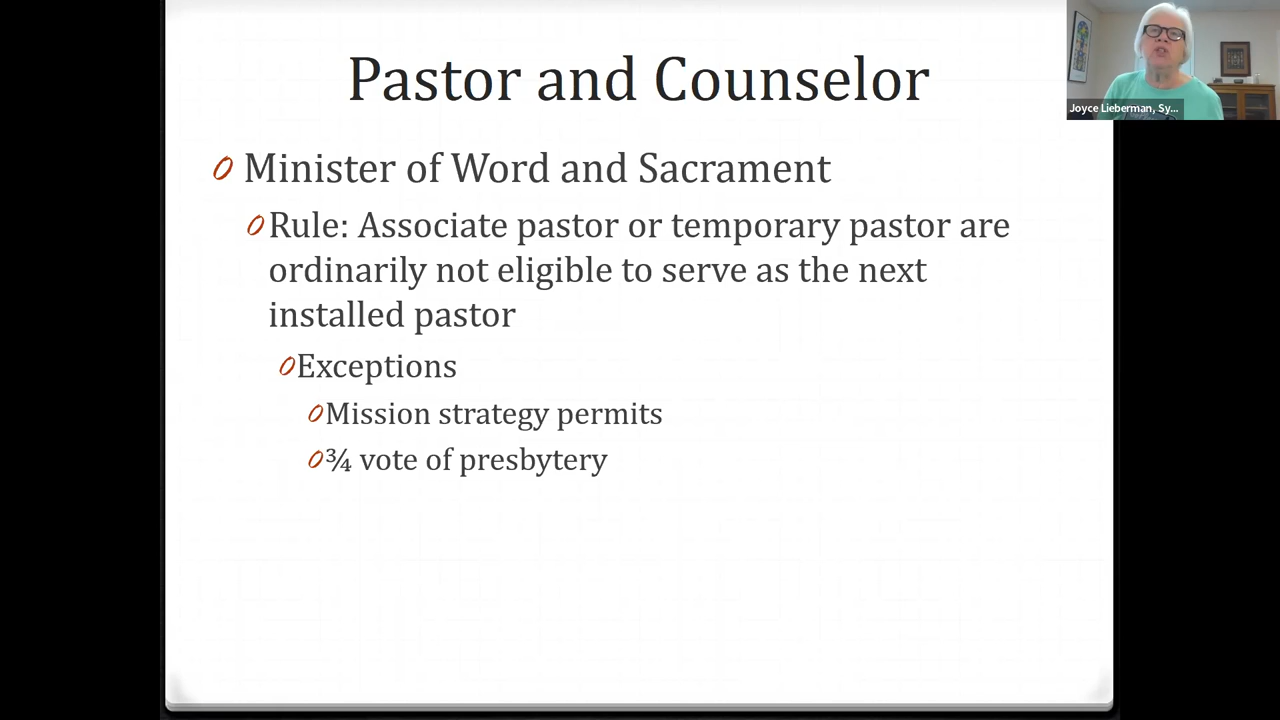 Pastor and Counselor
Minister of Word and Sacrament
Rule: Associate pastor or temporary pastor are
ordinarily not eligible to serve as the next
installed pastor
Exceptions
Mission strategy permits
¾ vote of presbytery
Joyce Lieberman, Sy...